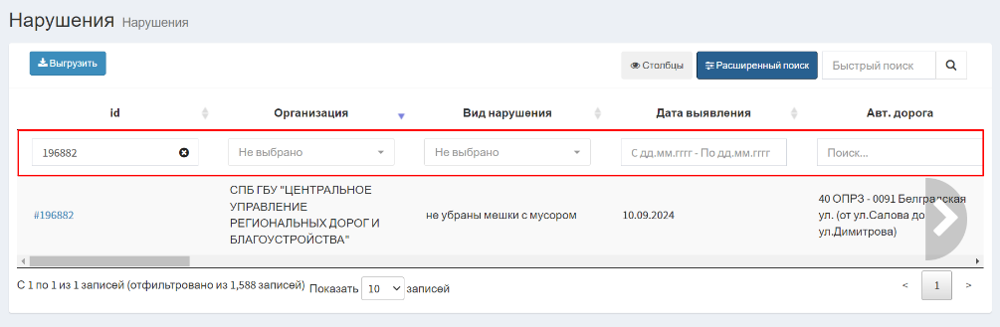 Нарушения Нарушения
Выгрузить
Столбцы
Расширенный поиск
Быстрый поиск
id Организация Вид нарушения Дата выявления Авт. дорога
196882 Не выбрано Не выбрано С дд.мм.гггг - По дд.мм.гггг Поиск...
#196882
СПБ ГБУ "ЦЕНТРАЛЬНОЕ
УПРАВЛЕНИЕ
РЕГИОНАЛЬНЫХ ДОРОГ И
БЛАГОУСТРОЙСТВА"
не убраны мешки с мусором
10.09.2024
40 ОПРЗ - 0091 Белградская
ул. (от ул.Салова до
ул.Димитрова)
С 1 по 1 из 1 записей (отфильтровано из 1,588 записей) Показать 10 записей
< 1 >